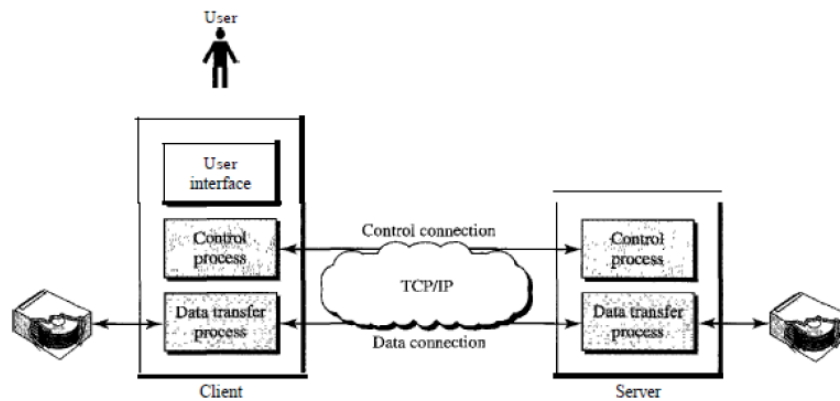 User
User
interface
Control connection
Control
process
Control
process
TCP/IP
Data transfer
process
Data transfer
process
Data connection
Client
Server